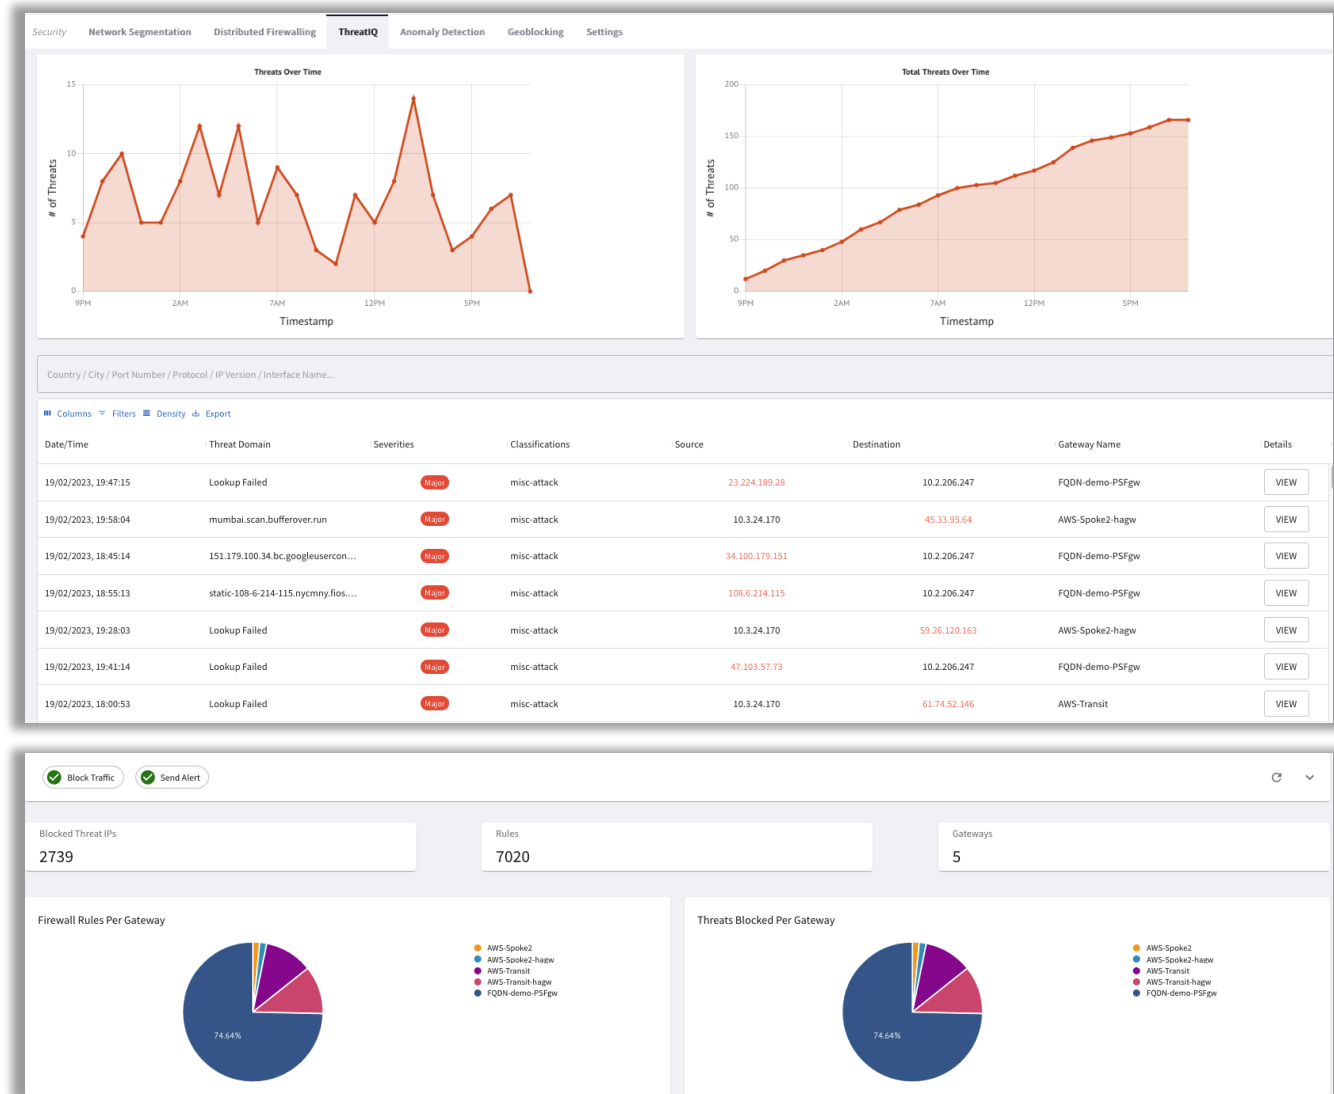 Security Network Segmentation Distributed Firewalling ThreatIQ Anomaly Detection Geoblocking Settings
Threats Over Time
15
10
5
0
# of Threats
9PM 2AM 7AM 12PM 5PM
Timestamp
Total Threats Over Time
200
150
100
50
0
# of Threats
9PM 2AM 7AM 12PM 5PM
Timestamp
Country / City / Port Number / Protocol / IP Version / Interface Name...
Columns Filters Density Export
Date/Time Threat Domain Severities Classifications Source Destination Gateway Name Details
19/02/2023, 19:47:15 Lookup Failed Major misc-attack 23.224.189.28 10.2.206.247 FQDN-demo-PSFgw VIEW
19/02/2023, 19:58:04 mumbai.scan.bufferover.run Major misc-attack 10.3.24.170 45.33.95.64 AWS-Spoke2-hagw VIEW
19/02/2023, 18:45:14 151.179.100.34.bc.googleusercon... Major misc-attack 34.100.179.151 10.2.206.247 FQDN-demo-PSFgw VIEW
19/02/2023, 18:55:13 static-108-6-214-115.nycmny.fios.... Major misc-attack 108.6.214.115 10.2.206.247 FQDN-demo-PSFgw VIEW
19/02/2023, 19:28:03 Lookup Failed Major misc-attack 10.3.24.170 59.26.120.163 AWS-Spoke2-hagw VIEW
19/02/2023, 19:41:14 Lookup Failed Major misc-attack 47.103.57.73 10.2.206.247 FQDN-demo-PSFgw VIEW
19/02/2023, 18:00:53 Lookup Failed Major misc-attack 10.3.24.170 61.74.52.146 AWS-Transit VIEW
Block Traffic Send Alert
Blocked Threat IPs
2739
Rules
7020
Gateways
5
Firewall Rules Per Gateway
74.64%
AWS-Spoke2
AWS-Spoke2-hagw
AWS-Transit
AWS-Transit-hagw
FQDN-demo-PSFgw
Threats Blocked Per Gateway
74.64%
AWS-Spoke2
AWS-Spoke2-hagw
AWS-Transit
AWS-Transit-hagw
FQDN-demo-PSFgw